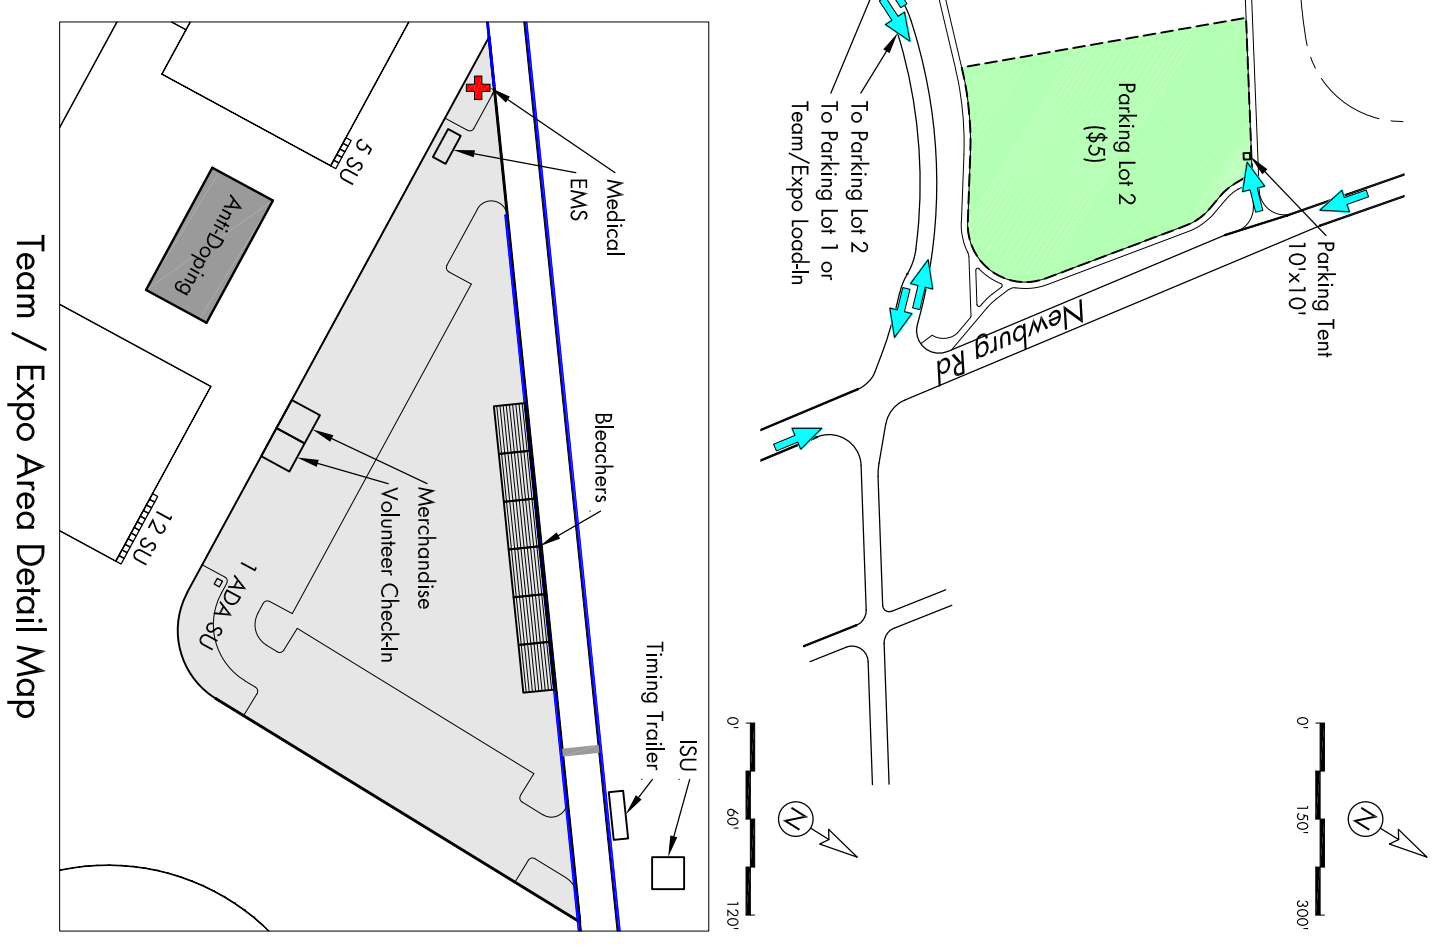 Parking Lot 2
($5)
Parking Tent
10'x10'
To Parking Lot 2
To Parking Lot 1 or
Team/Expo Load-In
Newburg Rd
0'
150'
300'
N
0'
60'
120'
N
Medical
EMS
5 SU
Anti-Doping
Bleachers
Merchandise
Volunteer Check-In
12 SU
1 ADA SU
ISU
Timing Trailer
Team / Expo Area Detail Map